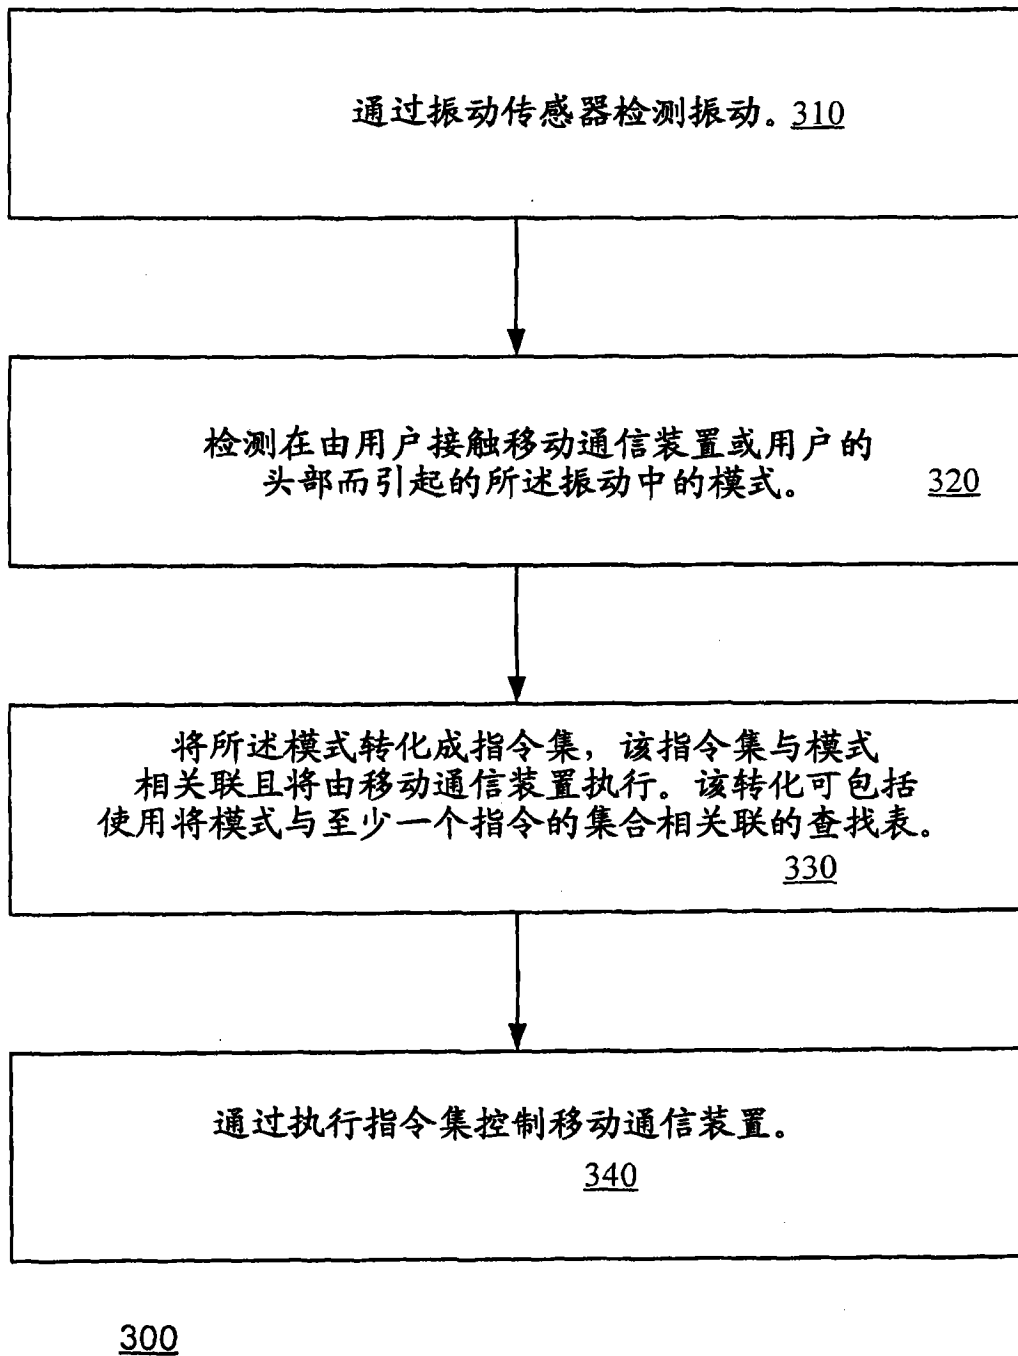 通过振动传感器检测振动。310
检测在由用户接触移动通信装置或用户的
头部而引起的所述振动中的模式。 320
将所述模式转化成指令集，该指令集与模式
相关联且将由移动通信装置执行。该转化可包括
使用将模式与至少一个指令的集合相关联的查找表。
330
通过执行指令集控制移动通信装置。
340
300